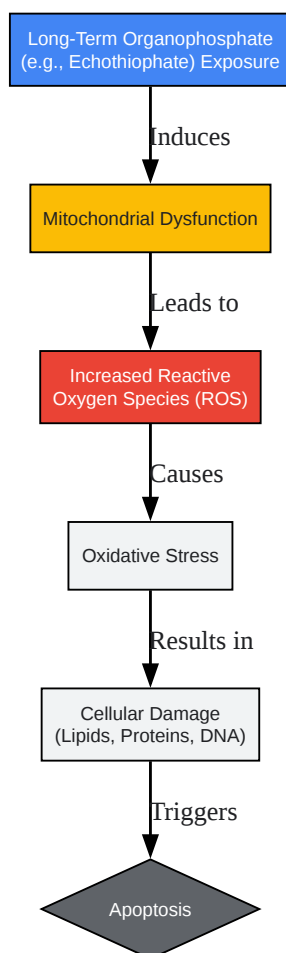 Long-Term Organophosphate
(e.g., Echothiophate) Exposure
Induces
Mitochondrial Dysfunction
Leads to
Increased Reactive
Oxygen Species (ROS)
Causes
Oxidative Stress
Results in
Cellular Damage
(Lipids, Proteins, DNA)
Triggers
Apoptosis